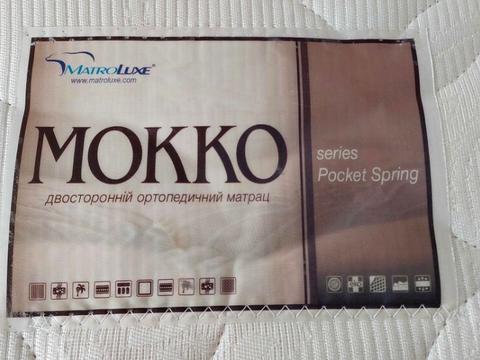 MATROLUXE®
www.matroluxe.com
МОККО
двосторонній ортопедичний матрац
series
Pocket Spring